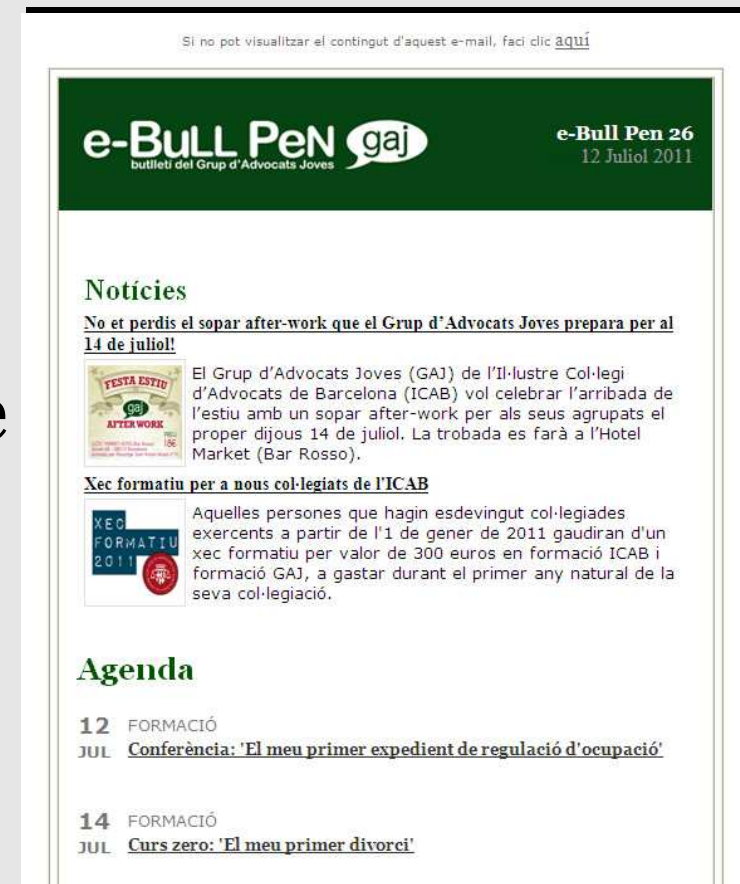 Si no pot visualitzar el contingut d'aquest e-mail, faci clic aquí
e-BuLL PeN gaj
butlletí del Grup d'Advocats Joves
e-Bull Pen 26
12 Juliol 2011
Notícies
No et perdis el sopar after-work que el Grup d’Advocats Joves prepara per al
14 de juliol!
FESTA ESTIU
gaj
AFTER WORK
PREU
18€
El Grup d’Advocats Joves (GAJ) de l’Il·lustre Col·legi
d’Advocats de Barcelona (ICAB) vol celebrar l’arribada de
l’estiu amb un sopar after-work per als seus agrupats el
proper dijous 14 de juliol. La trobada es farà a l’Hotel
Market (Bar Rosso).
Xec formatiu per a nous col·legiats de l'ICAB
XEC
FORMATIU
2011
Aquelles persones que hagin esdevingut col·legiades
exercents a partir de l'1 de gener de 2011 gaudiran d'un
xec formatiu per valor de 300 euros en formació ICAB i
formació GAJ, a gastar durant el primer any natural de la
seva col·legiació.
e
Agenda
12 FORMACIÓ
JUL Conferència: 'El meu primer expedient de regulació d'ocupació'
14 FORMACIÓ
JUL Curs zero: 'El meu primer divorci'